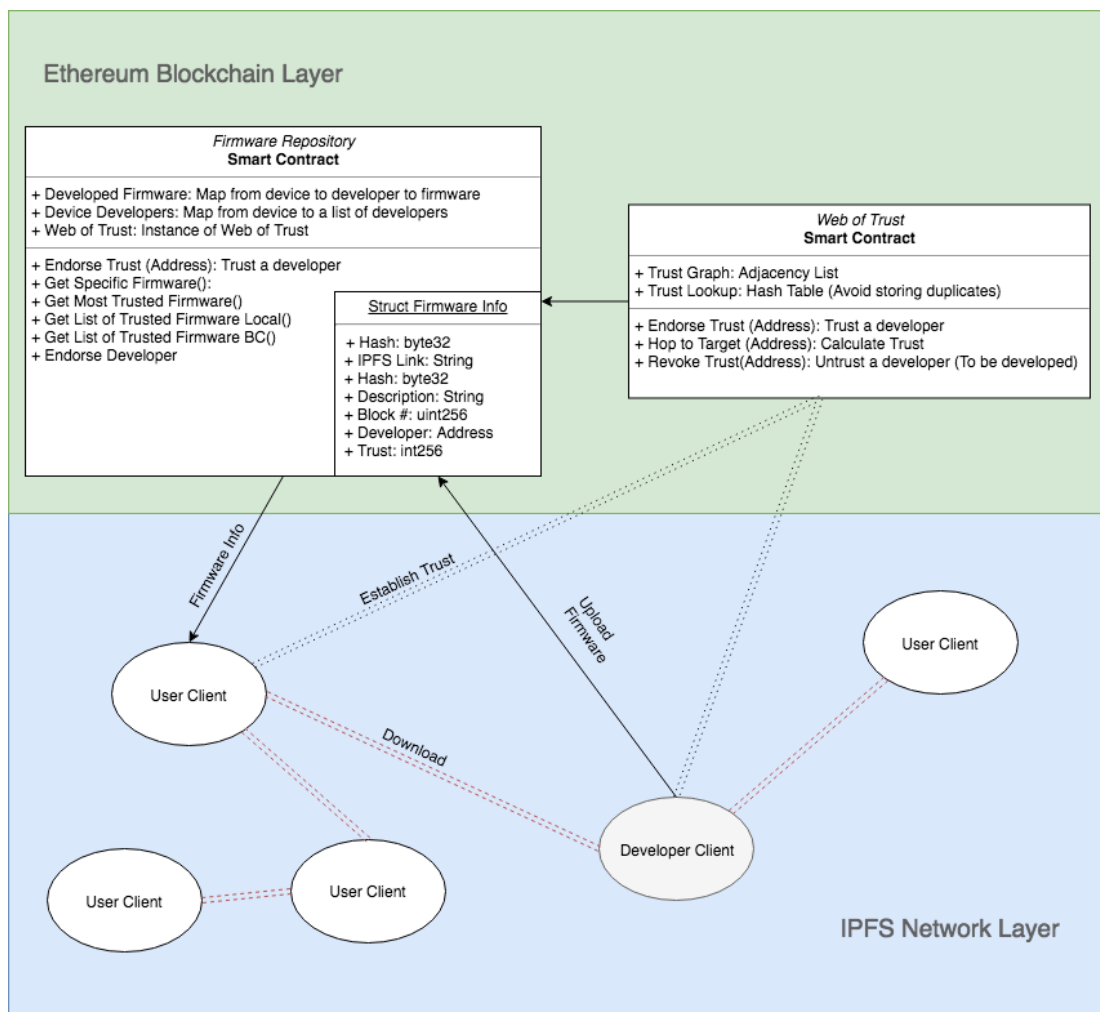 Ethereum Blockchain Layer
Firmware Repository
Smart Contract
+ Developed Firmware: Map from device to developer to firmware
+ Device Developers: Map from device to a list of developers
+ Web of Trust: Instance of Web of Trust
+ Endorse Trust (Address): Trust a developer
+ Get Specific Firmware():
+ Get Most Trusted Firmware()
+ Get List of Trusted Firmware Local()
+ Get List of Trusted Firmware BC()
+ Endorse Developer
Struct Firmware Info
+ Hash: byte32
+ IPFS Link: String
+ Hash: byte32
+ Description: String
+ Block #: uint256
+ Developer: Address
+ Trust: int256
Web of Trust
Smart Contract
+ Trust Graph: Adjacency List
+ Trust Lookup: Hash Table (Avoid storing duplicates)
+ Endorse Trust (Address): Trust a developer
+ Hop to Target (Address): Calculate Trust
+ Revoke Trust(Address): Untrust a developer (To be developed)
Firmware Info
Establish Trust
Upload
Firmware
User Client
User Client
Download
Developer Client
User Client
User Client
IPFS Network Layer